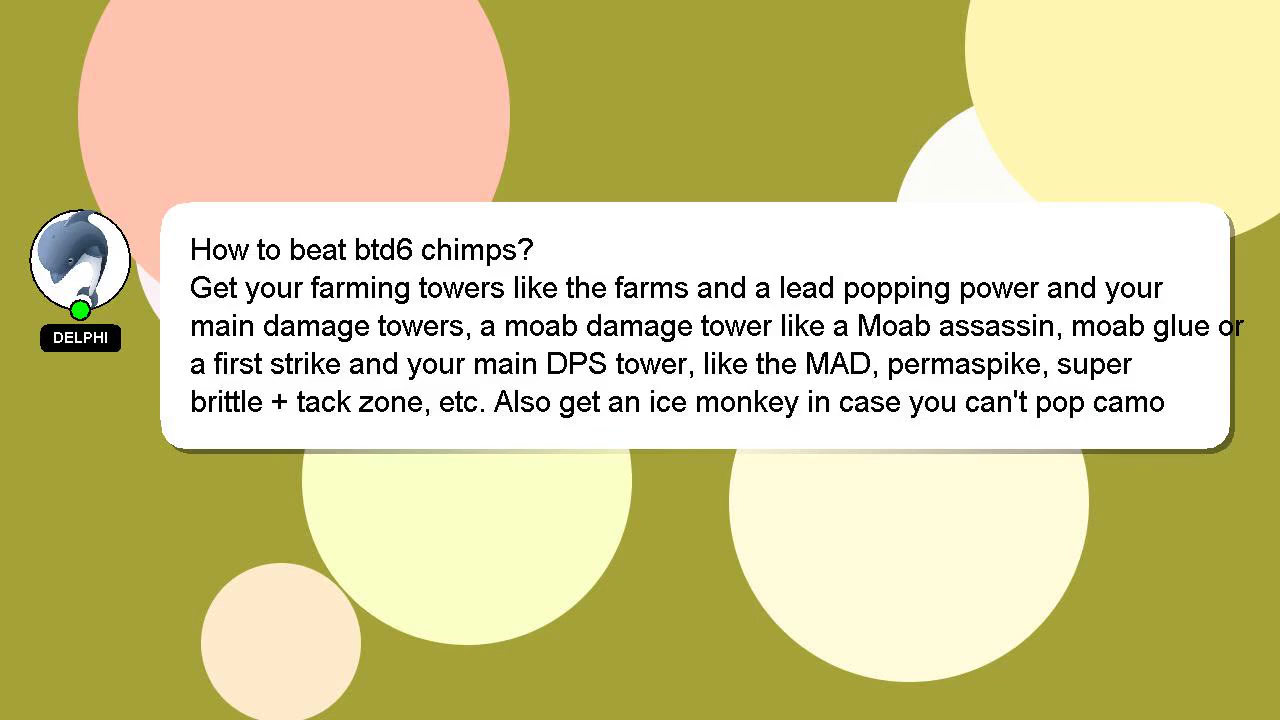 How to beat btd6 chimps?
Get your farming towers like the farms and a lead popping power and your
main damage towers, a moab damage tower like a Moab assassin, moab glue or
a first strike and your main DPS tower, like the MAD, permaspike, super
brittle + tack zone, etc. Also get an ice monkey in case you can't pop camo
DELPHI